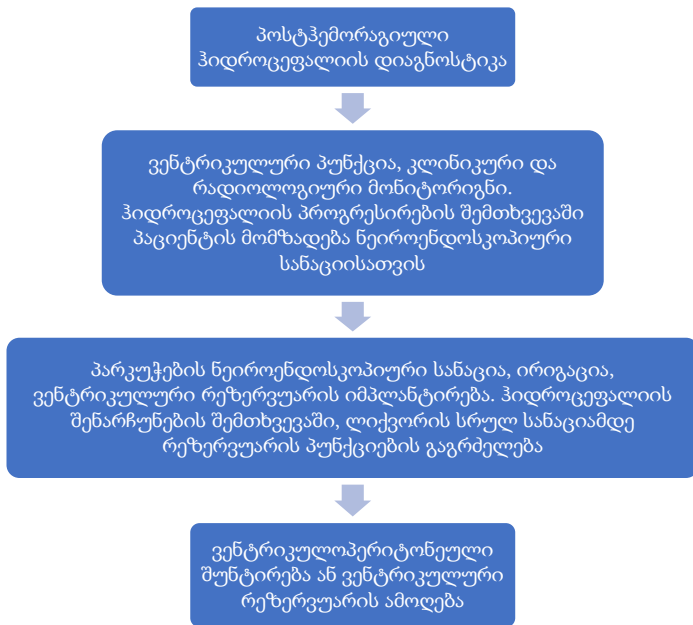 პოსტჰემორაგიული
ჰიდროცეფალიის დიაგნოსტიკა
ვენტრიკულური პუნქცია, კლინიკური და
რადიოლოგიური მონიტორიგნი.
ჰიდროცეფალიის პროგრესირების შემთხვევაში
პაციენტის მომზადება ნეიროენდოსკოპიური
სანაციისათვის
პარკუჭების ნეიროენდოსკოპიური სანაცია, ირიგაცია,
ვენტრიკულური რეზერვუარის იმპლანტირება. ჰიდროცეფალიის
შენარჩუნების შემთხვევაში, ლიქვორის სრულ სანაციამდე
რეზერვუარის პუნქციების გაგრძელება
ვენტრიკულოპერიტონეული
შუნტირება ან ვენტრიკულური
რეზერვუარის ამოღება